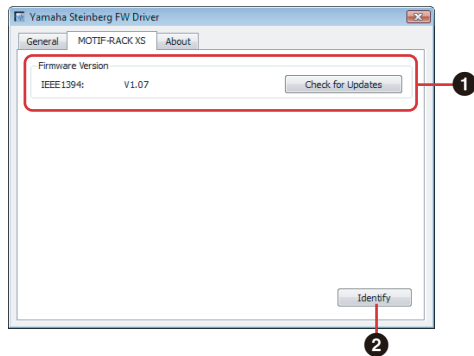 Yamaha Steinberg FW Driver
General MOTIF-RACK XS About
Firmware Version
IEEE1394: V1.07 Check for Updates
1
Identify
2